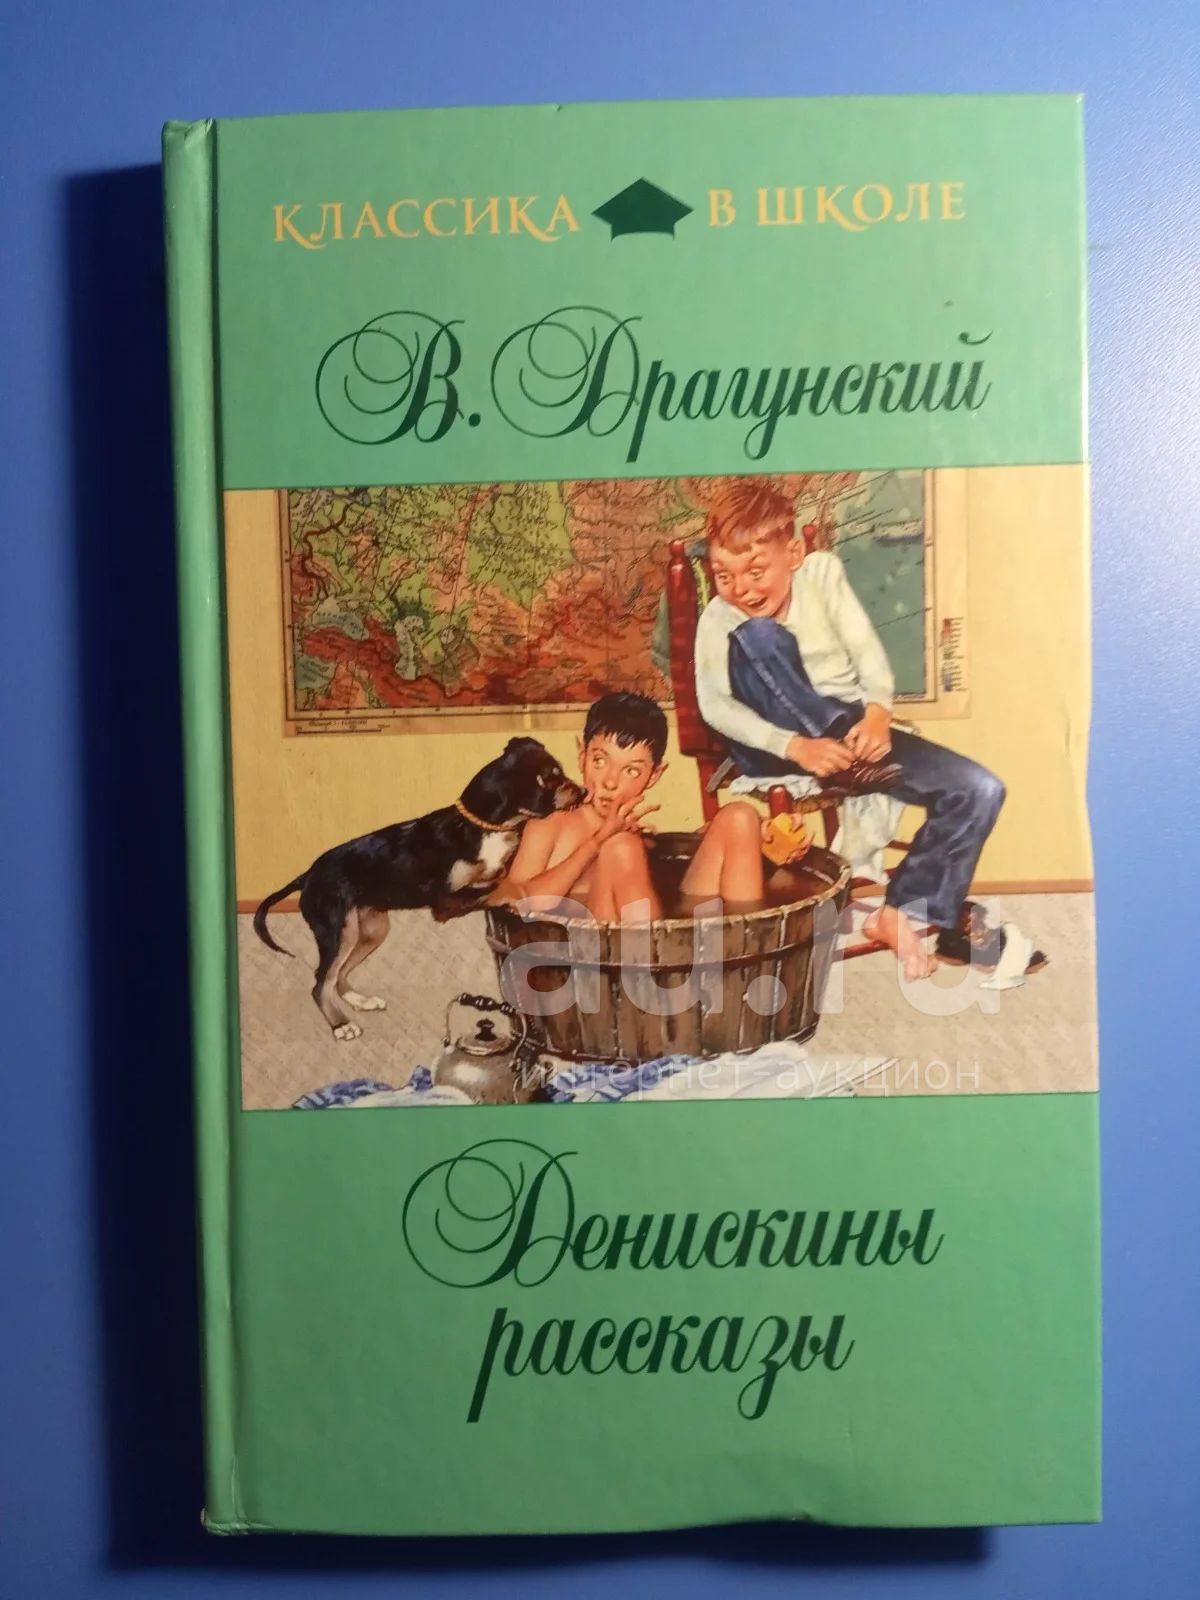 КЛАССИКА В ШКОЛЕ
В. Драгунский
au.ru
интернет-аукцион
Денискины
рассказы